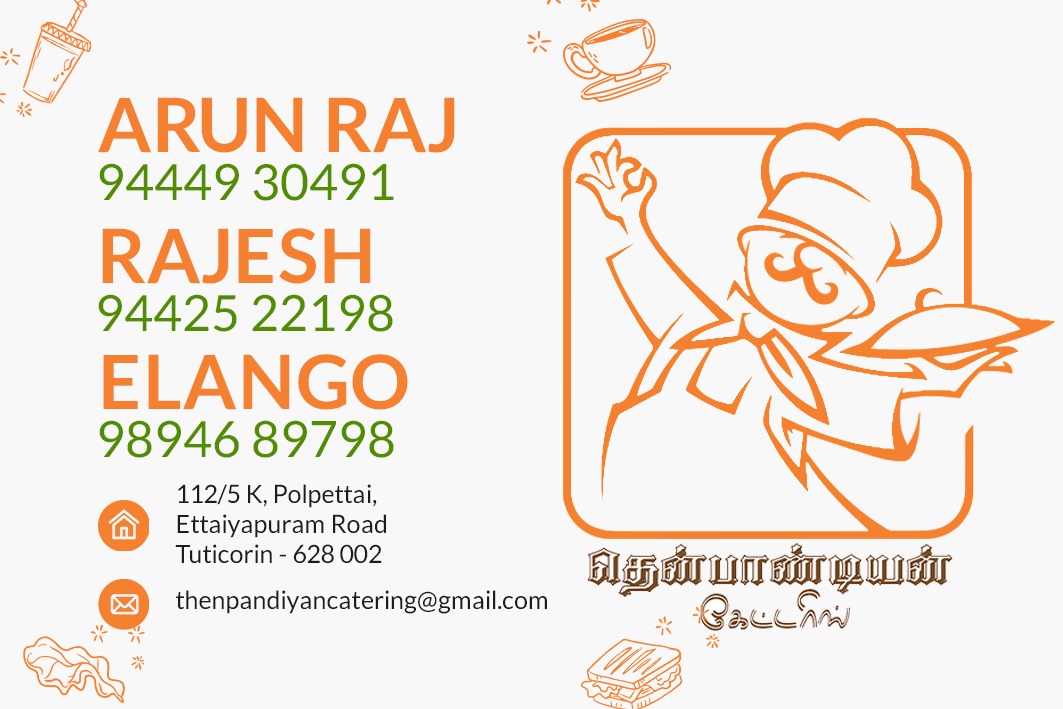 ARUN RAJ
94449 30491
RAJESH
94425 22198
ELANGO
98946 89798
112/5 K, Polpettai,
Ettaiyapuram Road
Tuticorin - 628 002
thenpandiyancatering@gmail.com
தென்பாண்டியன்
கேட்டரிங்